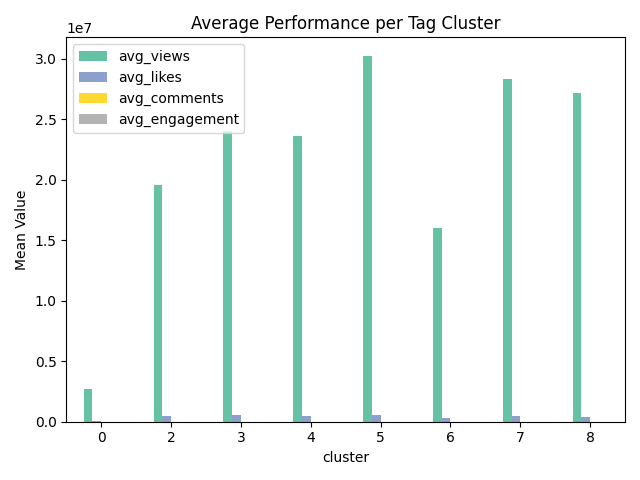 Average Performance per Tag Cluster
1e7
avg_views
avg_likes
avg_comments
avg_engagement
3.0
2.5
2.0
1.5
1.0
0.5
0.0
Mean Value
0 2 3 4 5 6 7 8
cluster